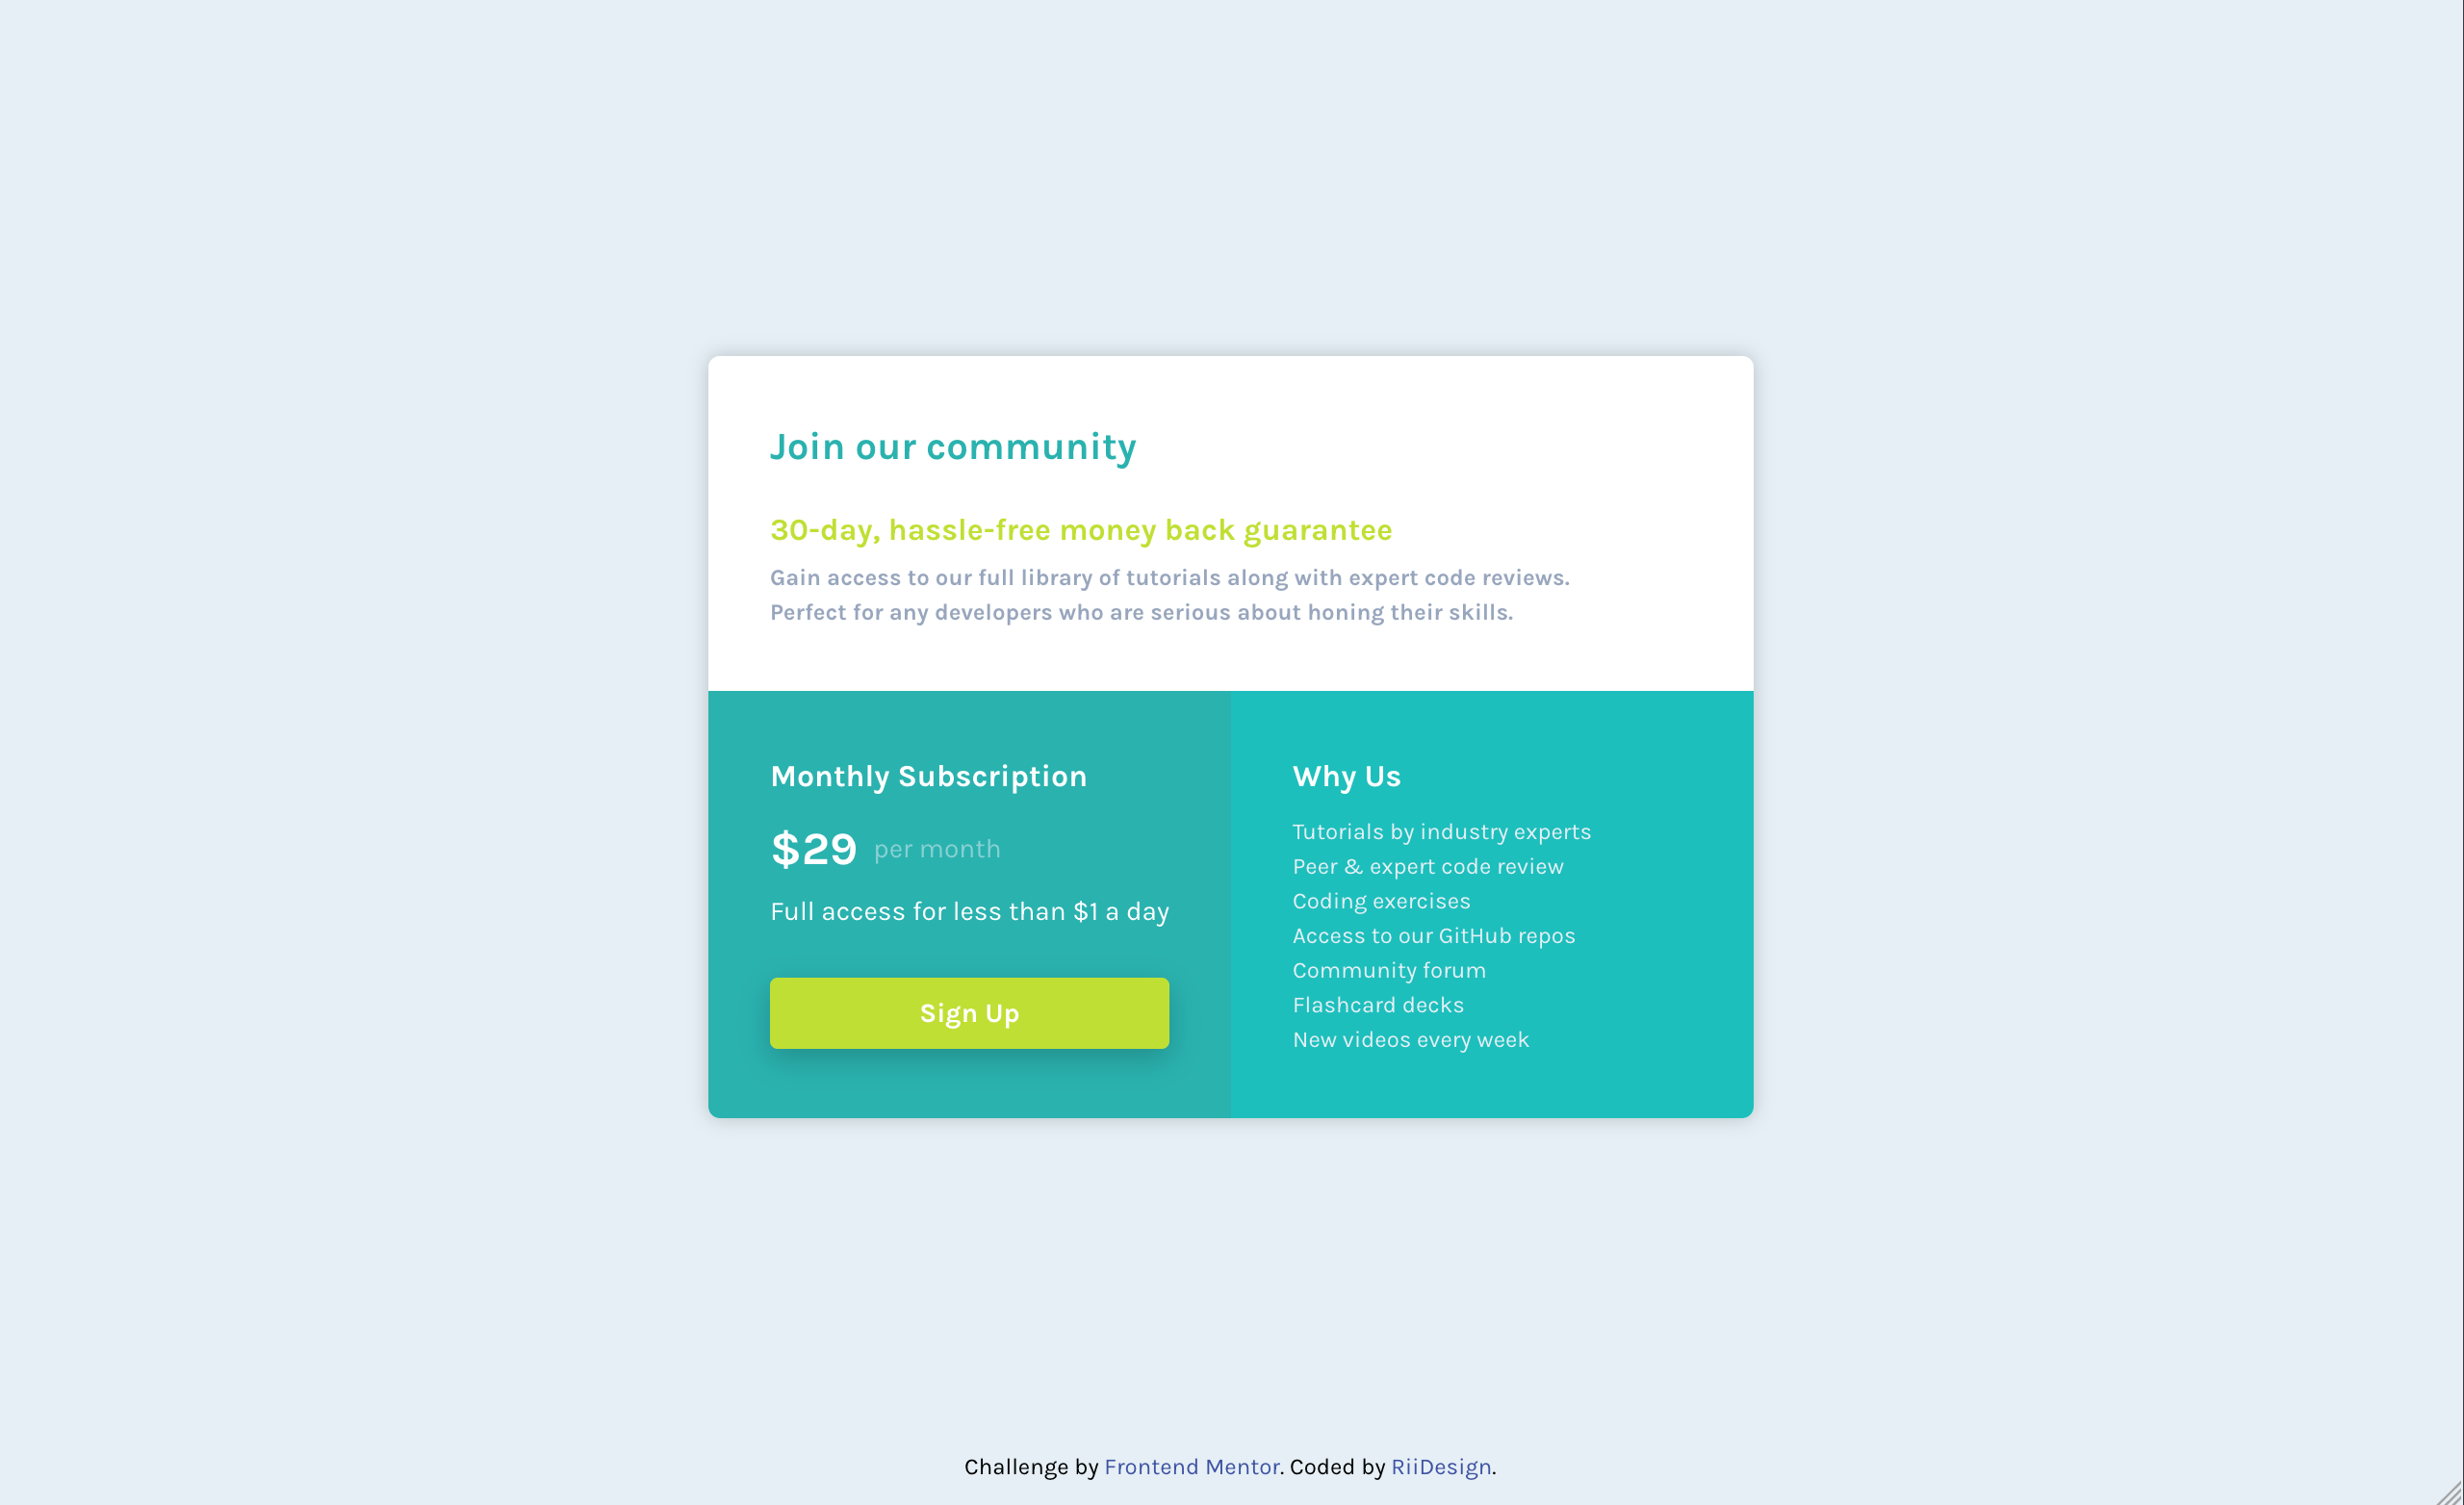 Join our community
30-day, hassle-free money back guarantee
Gain access to our full library of tutorials along with expert code reviews.
Perfect for any developers who are serious about honing their skills.
Monthly Subscription
$29 per month
Full access for less than $1 a day
Sign Up
Why Us
Tutorials by industry experts
Peer & expert code review
Coding exercises
Access to our GitHub repos
Community forum
Flashcard decks
New videos every week
Challenge by Frontend Mentor. Coded by RiiDesign.